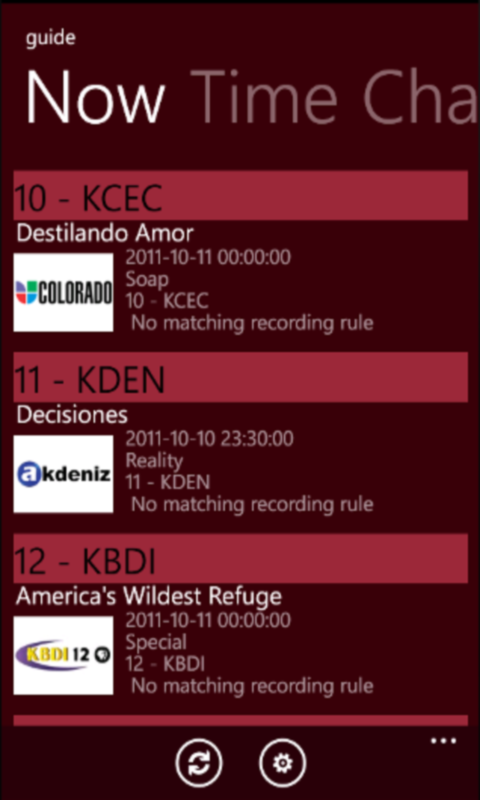 guide
Now Time Cha
10 - KCEC
Destilando Amor
2011-10-11 00:00:00
COLORADO
Soap
10 - KCEC
No matching recording rule
11 - KDEN
Decisiones
2011-10-10 23:30:00
akdeniz
Reality
11 - KDEN
No matching recording rule
12 - KBDI
America's Wildest Refuge
2011-10-11 00:00:00
KBDI 12
Special
12 - KBDI
No matching recording rule
...